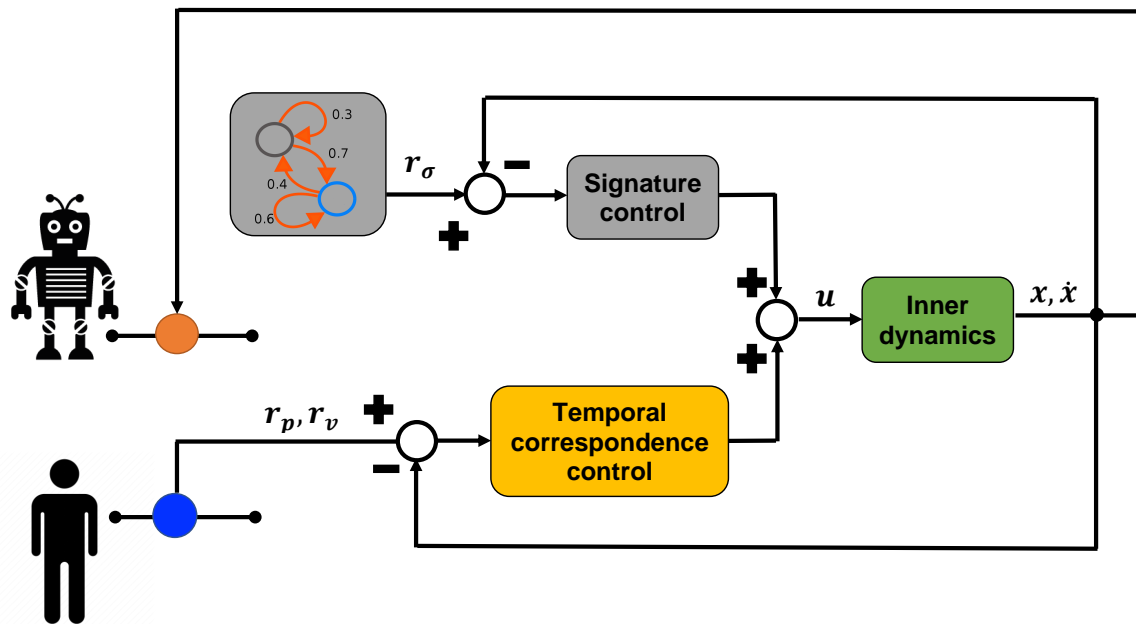 0.3
0.7
0.4
0.6
r_σ
Signature
control
u
Inner
dynamics
x, ẋ
r_p, r_v
Temporal
correspondence
control